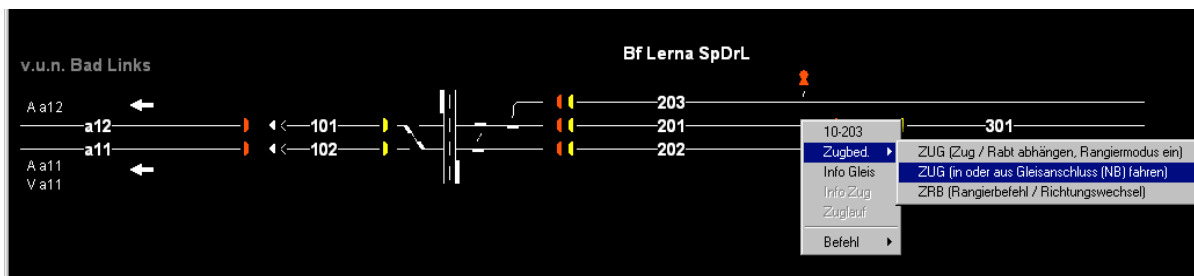 Bf Lerna SpDrL
v.u.n. Bad Links
A a12
203
a12
101
201
301
a11
102
202
A a11
V a11
10-203
Zugbed.
Info Gleis
Info Zug
Zuglauf
Befehl
ZUG (Zug / Rabt abhängen, Rangiermodus ein)
ZUG (in oder aus Gleisanschluss (NB) fahren)
ZRB (Rangierbefehl / Richtungswechsel)